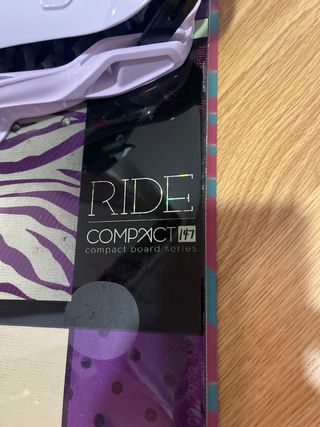 RIDE
COMPACT 147
compact board series